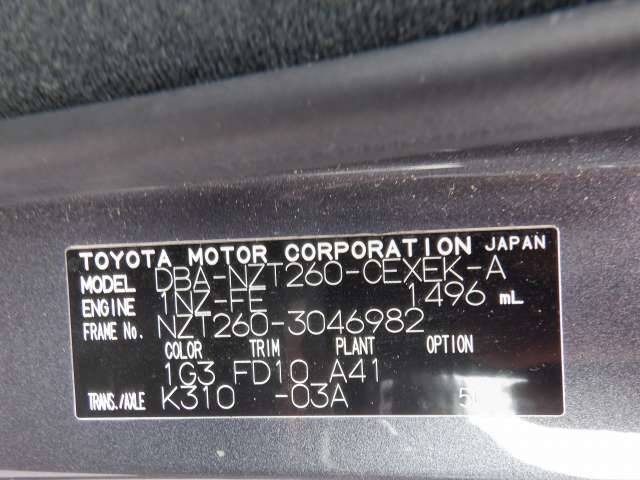 TOYOTA MOTOR CORPORATION JAPAN
MODEL DBA-NZT260-CEXEK-A
ENGINE 1NZ-FE 1496 mL
FRAME No. NZT260-3046982
COLOR TRIM PLANT OPTION
1G3 FD10 A41
TRANS./AXLE K310 -03A